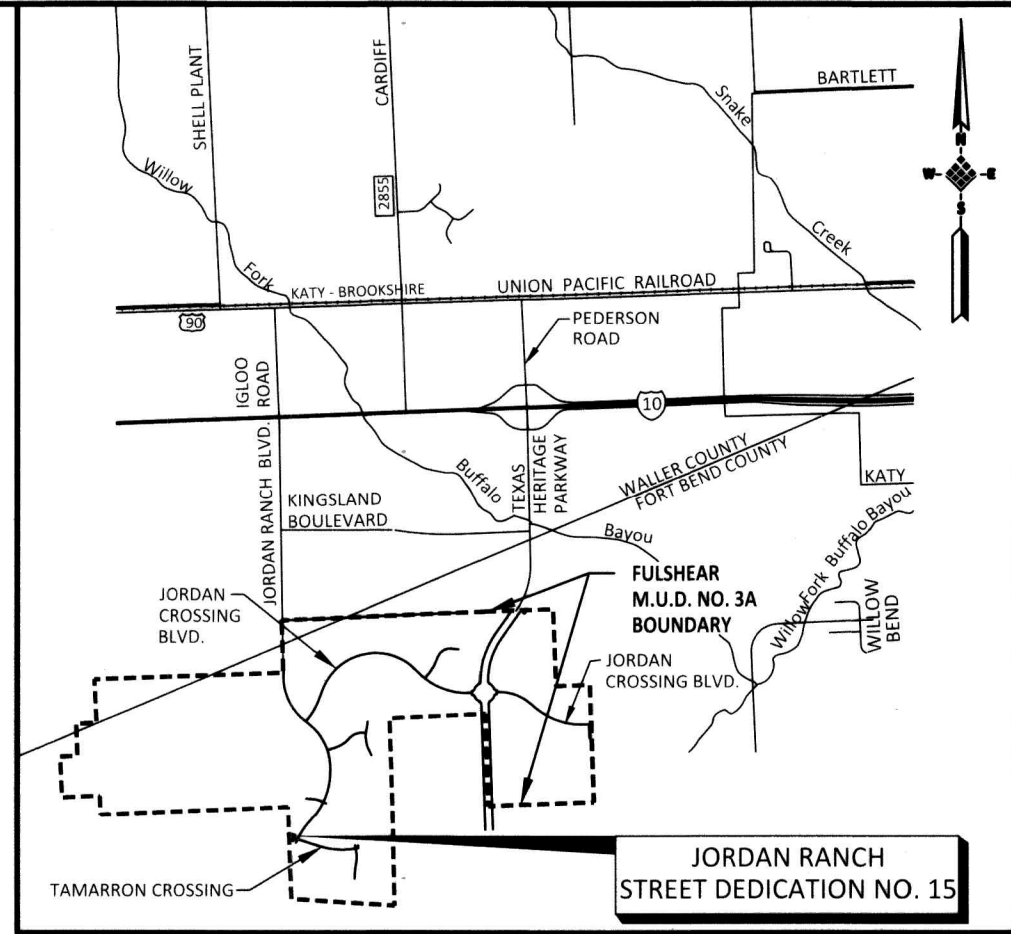 SHELL PLANT
CARDIFF
BARTLETT
Snake
Creek
N
W
E
S
Willow
Fork
2855
KATY - BROOKSHIRE
UNION PACIFIC RAILROAD
90
PEDERSON
ROAD
IGLOO
ROAD
JORDAN RANCH BLVD.
10
TEXAS
HERITAGE
PARKWAY
WALLER COUNTY
FORT BEND COUNTY
KATY
Buffalo
Bayou
KINGSLAND
BOULEVARD
Willow Fork Buffalo Bayou
WILLOW
BEND
JORDAN
CROSSING
BLVD.
FULSHEAR
M.U.D. NO. 3A
BOUNDARY
JORDAN
CROSSING BLVD.
TAMARRON CROSSING
JORDAN RANCH
STREET DEDICATION NO. 15